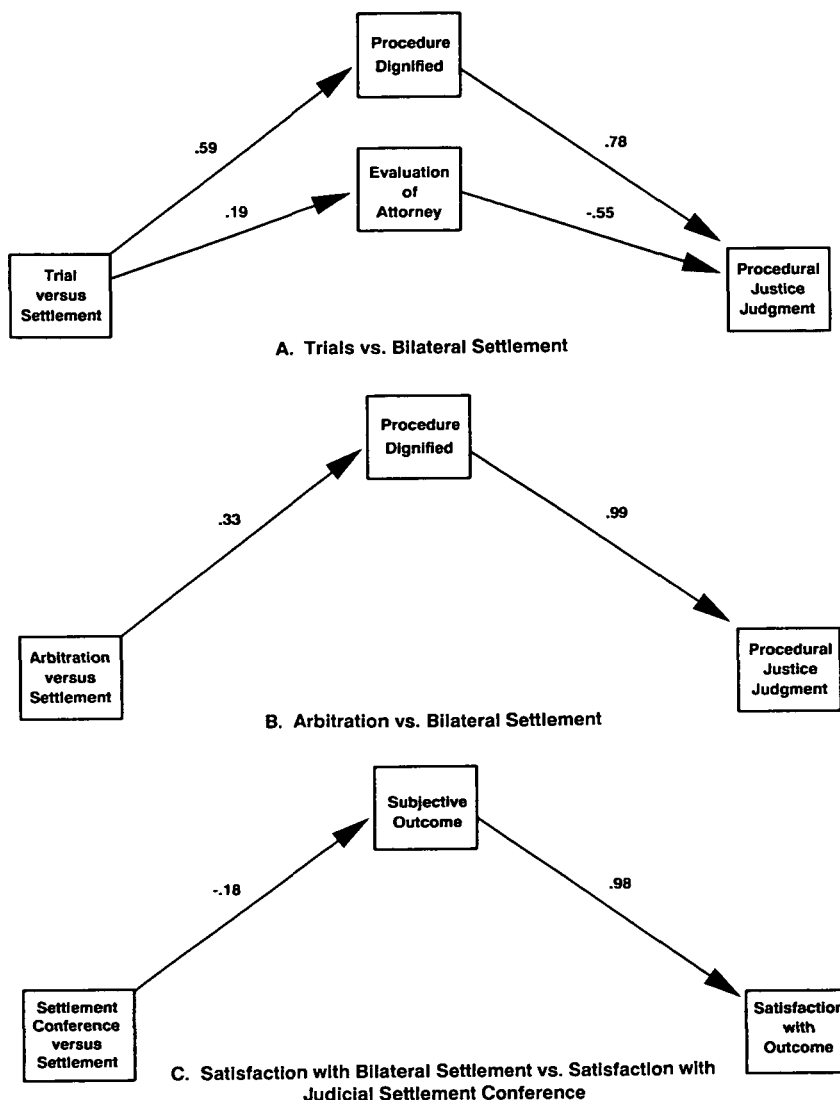 Procedure
Dignified
.59
.78
Evaluation
of
Attorney
.19
-.55
Trial
versus
Settlement
Procedural
Justice
Judgment
A. Trials vs. Bilateral Settlement
Procedure
Dignified
.33
.99
Arbitration
versus
Settlement
Procedural
Justice
Judgment
B. Arbitration vs. Bilateral Settlement
Subjective
Outcome
-.18
.98
Settlement
Conference
versus
Settlement
Satisfaction
with
Outcome
C. Satisfaction with Bilateral Settlement vs. Satisfaction with
Judicial Settlement Conference